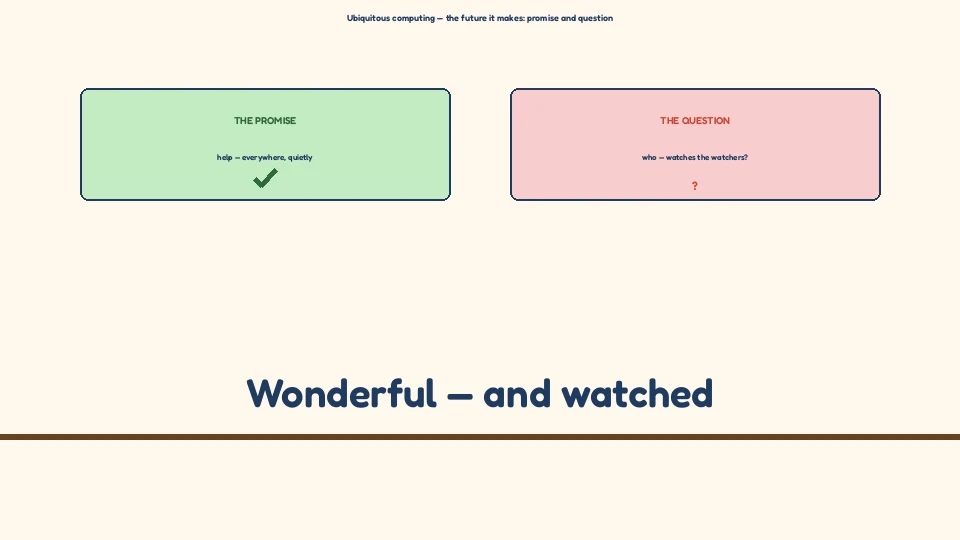 Ubiquitous computing — the future it makes: promise and question
THE PROMISE
help — everywhere, quietly
THE QUESTION
who — watches the watchers?
?
Wonderful — and watched